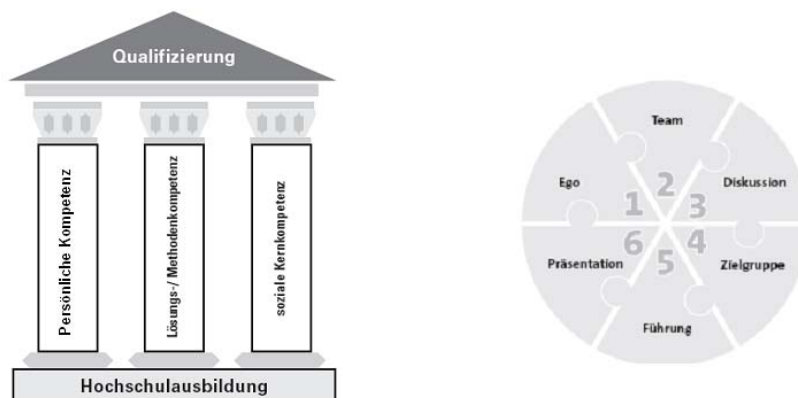 Qualifizierung
Persönliche Kompetenz
Lösungs-/ Methodenkompetenz
soziale Kernkompetenz
Hochschulausbildung
Team
Ego
Diskussion
1
2
3
6
5
4
Präsentation
Zielgruppe
Führung